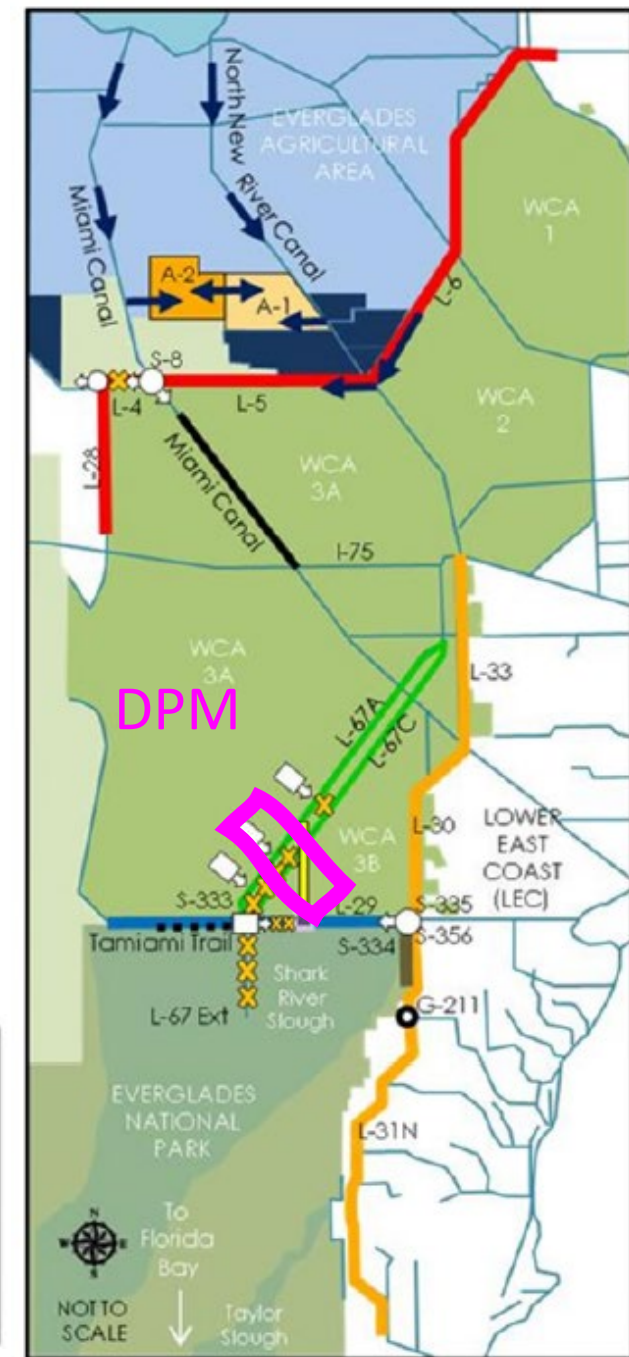 North New
River Canal
EVERGLADES
AGRICULTURAL
AREA
Miami Canal
WCA
1
A-2
A-1
L-6
S-8
L-4
L-5
WCA
2
L-28
Miami Canal
WCA
3A
I-75
WCA
3A
DPM
L-67A
L-67C
L-33
L-30
LOWER
EAST
COAST
(LEC)
WCA
3B
S-333
L-29
S-335
Tamiami Trail
S-334
S-356
Shark
River
Slough
L-67 Ext
G-211
EVERGLADES
NATIONAL
PARK
L-31N
N
W
E
S
To
Florida
Bay
NOT TO
SCALE
Taylor
Slough